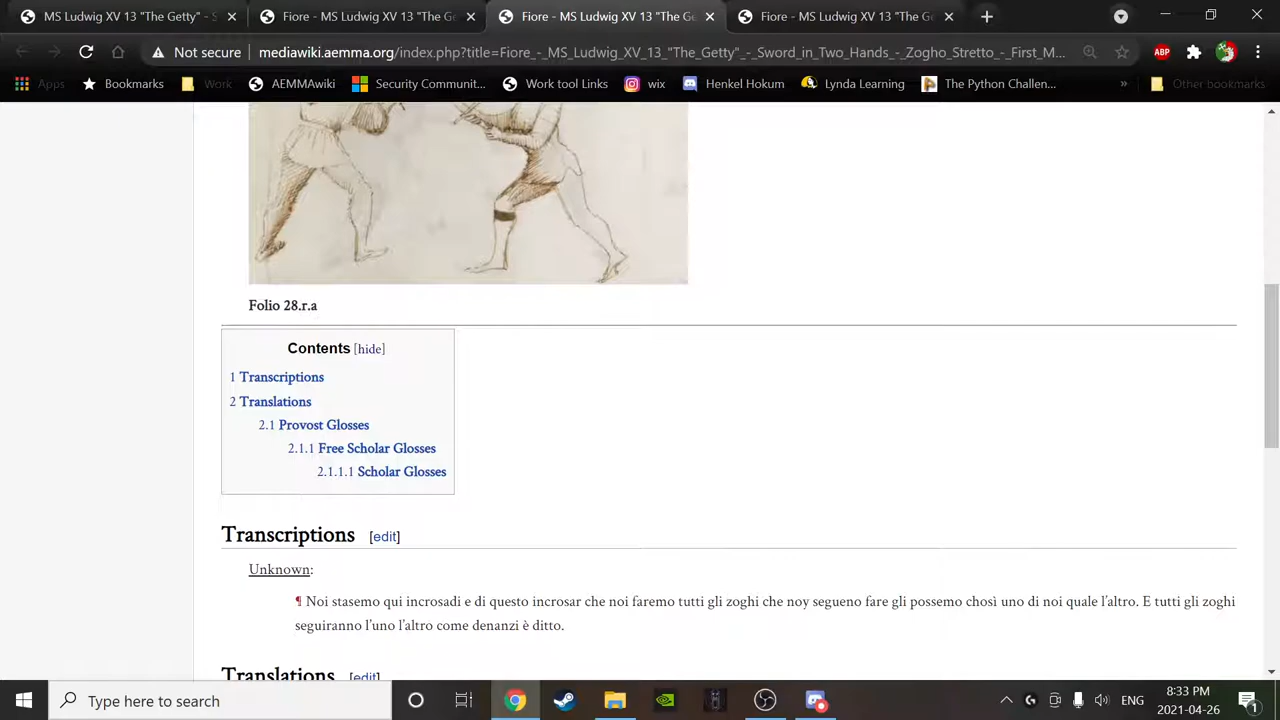 MS Ludwig XV 13 "The Getty" - S
Fiore - MS Ludwig XV 13 "The G
Fiore - MS Ludwig XV 13 "The Ge
Fiore - MS Ludwig XV 13 "The Ge
Not secure
mediawiki.aemma.org/index.php?title=Fiore_-_MS_Ludwig_XV_13_"The_Getty"_-_Sword_in_Two_Hands_-_Zogho_Stretto_-_First_M...
ABP
Apps
Bookmarks
Work
AEMMAwiki
Security Communit...
Work tool Links
wix
Henkel Hokum
Lynda Learning
The Python Challen...
Other bookmarks
Folio 28.r.a
Contents [hide]
1 Transcriptions
2 Translations
2.1 Provost Glosses
2.1.1 Free Scholar Glosses
2.1.1.1 Scholar Glosses
Transcriptions [edit]
Unknown:
¶ Noi stasemo qui incrosadi e di questo incrosar che noi faremo tutti gli zoghi che noy segueno fare gli possemo chosì uno di noi quale l'altro. E tutti gli zoghi
seguiranno l'uno l'altro come denanzi è ditto.
Translations [edit]
Type here to search
ENG
8:33 PM
2021-04-26
1